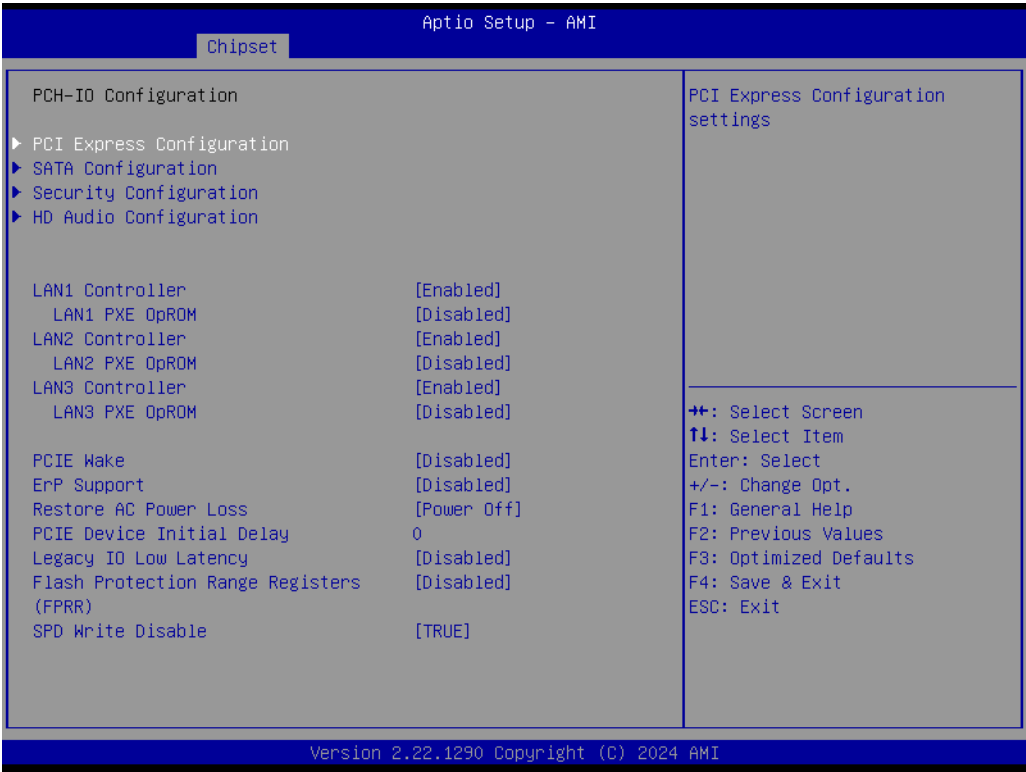 Aptio Setup – AMI
Chipset
PCH-IO Configuration
PCI Express Configuration
SATA Configuration
Security Configuration
HD Audio Configuration
LAN1 Controller [Enabled]
LAN1 PXE OpROM [Disabled]
LAN2 Controller [Enabled]
LAN2 PXE OpROM [Disabled]
LAN3 Controller [Enabled]
LAN3 PXE OpROM [Disabled]
PCIE Wake [Disabled]
ErP Support [Disabled]
Restore AC Power Loss [Power Off]
PCIE Device Initial Delay 0
Legacy IO Low Latency [Disabled]
Flash Protection Range Registers [Disabled]
(FPRR)
SPD Write Disable [TRUE]
PCI Express Configuration
settings
→←: Select Screen
↑↓: Select Item
Enter: Select
+/-: Change Opt.
F1: General Help
F2: Previous Values
F3: Optimized Defaults
F4: Save & Exit
ESC: Exit
Version 2.22.1290 Copyright (C) 2024 AMI